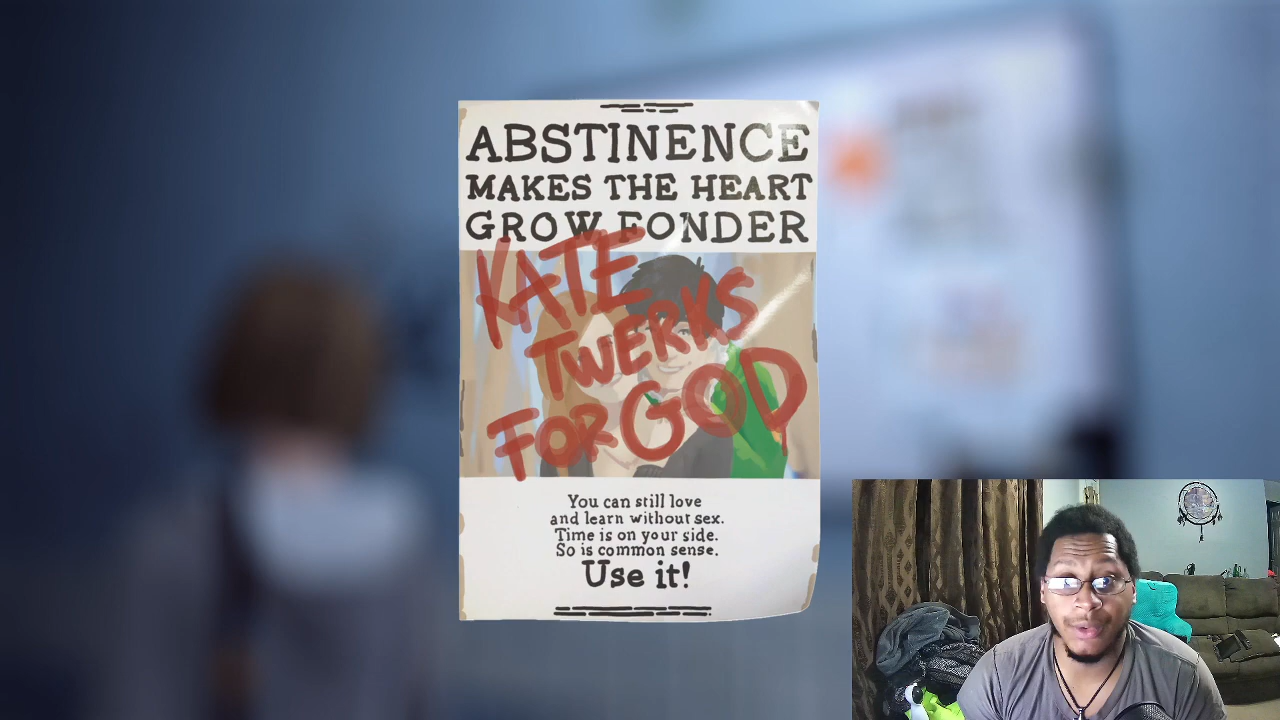 ABSTINENCE
MAKES THE HEART
GROW FONDER
KATE
TWERKS
FOR GOD
You can still love
and learn without sex.
Time is on your side.
So is common sense.
Use it!